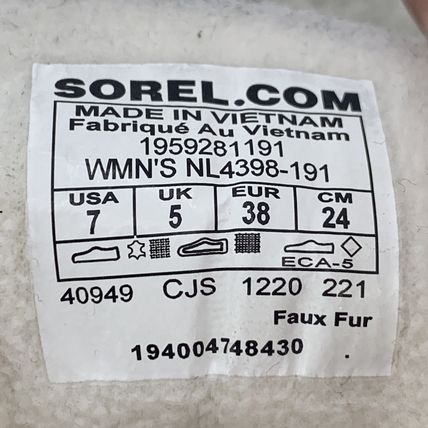 SOREL.COM
MADE IN VIETNAM
Fabriqué Au Vietnam
1959281191
WMN'S NL4398-191
USA UK EUR CM
7 5 38 24
ECA-5
40949 CJS 1220 221
Faux Fur
194004748430